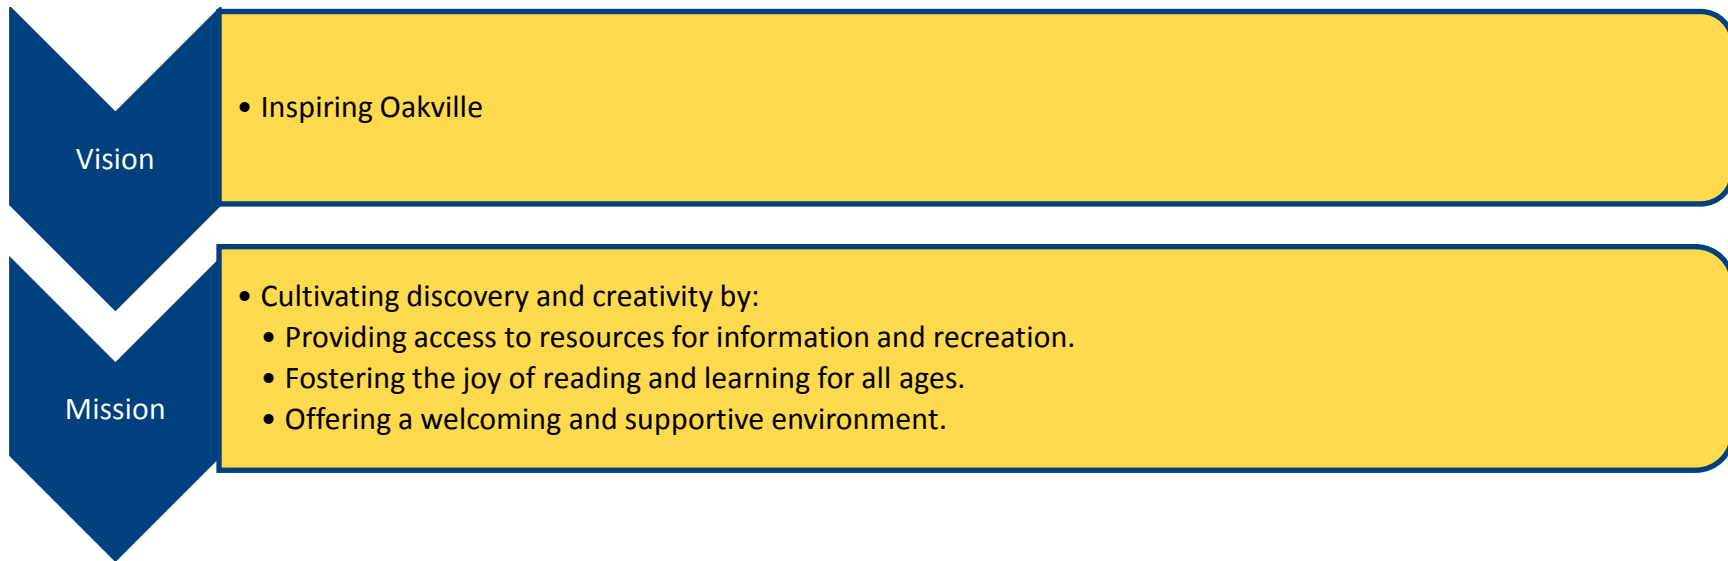 Vision
• Inspiring Oakville
Mission
• Cultivating discovery and creativity by:
• Providing access to resources for information and recreation.
• Fostering the joy of reading and learning for all ages.
• Offering a welcoming and supportive environment.